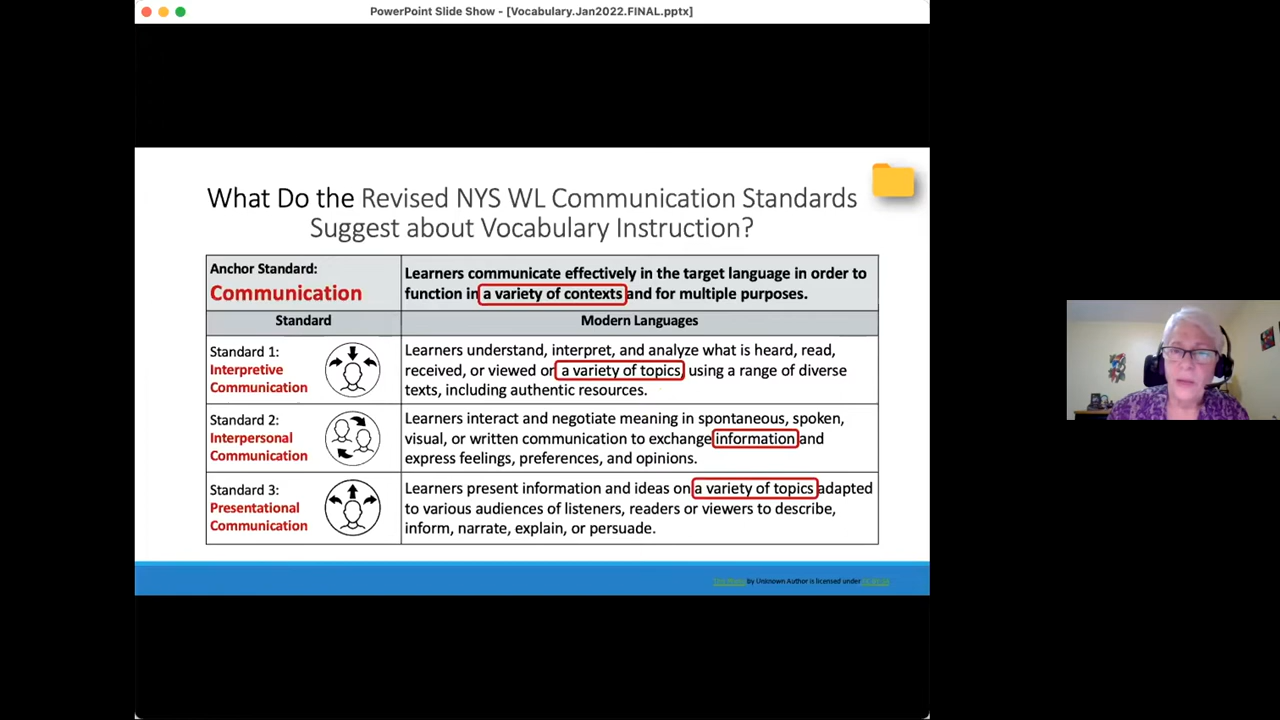 PowerPoint Slide Show - [Vocabulary.Jan2022.FINAL.pptx]
What Do the Revised NYS WL Communication Standards
Suggest about Vocabulary Instruction?
Anchor Standard:
Communication
Learners communicate effectively in the target language in order to
function in a variety of contexts and for multiple purposes.
Standard
Modern Languages
Standard 1:
Interpretive
Communication
Learners understand, interpret, and analyze what is heard, read,
received, or viewed on a variety of topics, using a range of diverse
texts, including authentic resources.
Standard 2:
Interpersonal
Communication
Learners interact and negotiate meaning in spontaneous, spoken,
visual, or written communication to exchange information and
express feelings, preferences, and opinions.
Standard 3:
Presentational
Communication
Learners present information and ideas on a variety of topics adapted
to various audiences of listeners, readers or viewers to describe,
inform, narrate, explain, or persuade.
by Unknown Author is licensed under